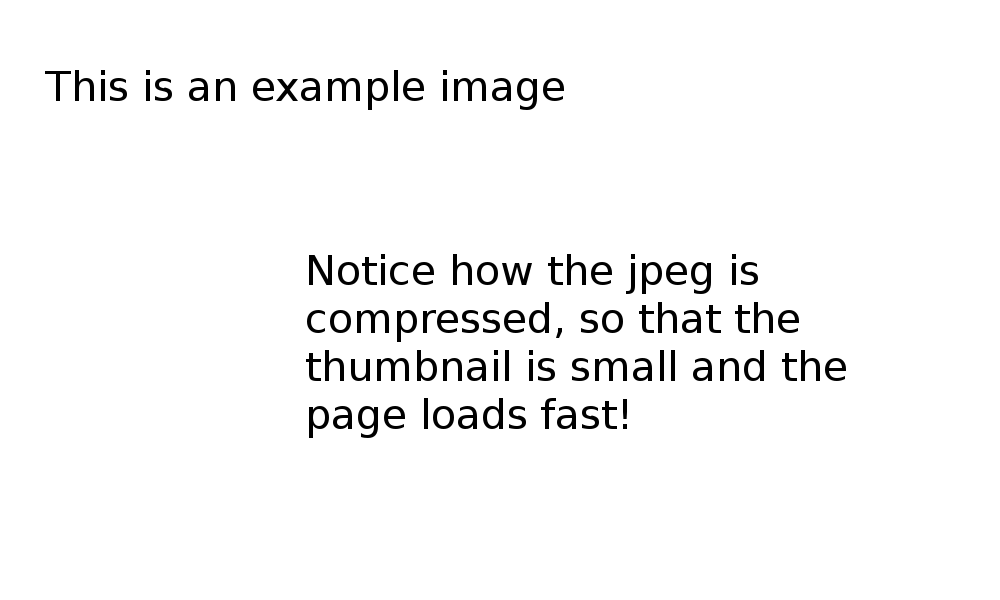 This is an example image
Notice how the jpeg is
compressed, so that the
thumbnail is small and the
page loads fast!